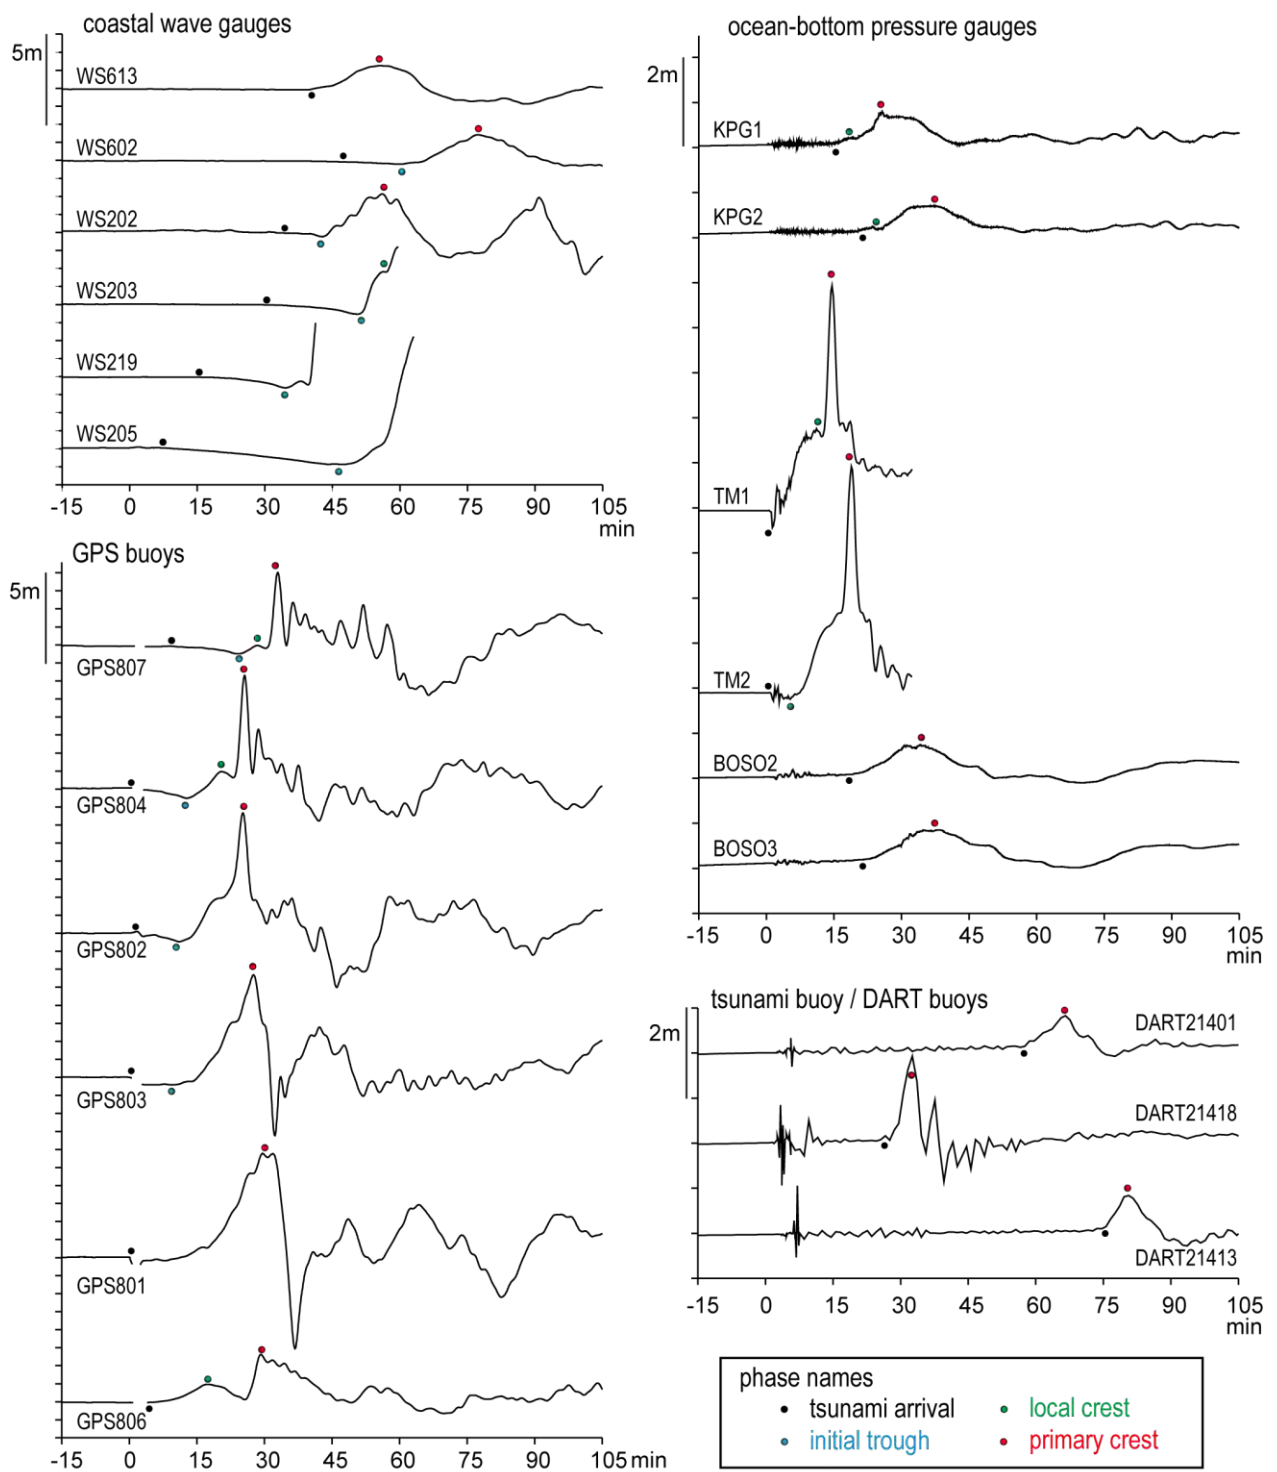 coastal wave gauges
5m
WS613
WS602
WS202
WS203
WS219
WS205
-15 0 15 30 45 60 75 90 105
min
GPS buoys
5m
GPS807
GPS804
GPS802
GPS803
GPS801
GPS806
-15 0 15 30 45 60 75 90 105 min
ocean-bottom pressure gauges
2m
KPG1
KPG2
TM1
TM2
BOSO2
BOSO3
-15 0 15 30 45 60 75 90 105
min
tsunami buoy / DART buoys
2m
DART21401
DART21418
DART21413
-15 0 15 30 45 60 75 90 105
min
phase names
tsunami arrival
local crest
initial trough
primary crest